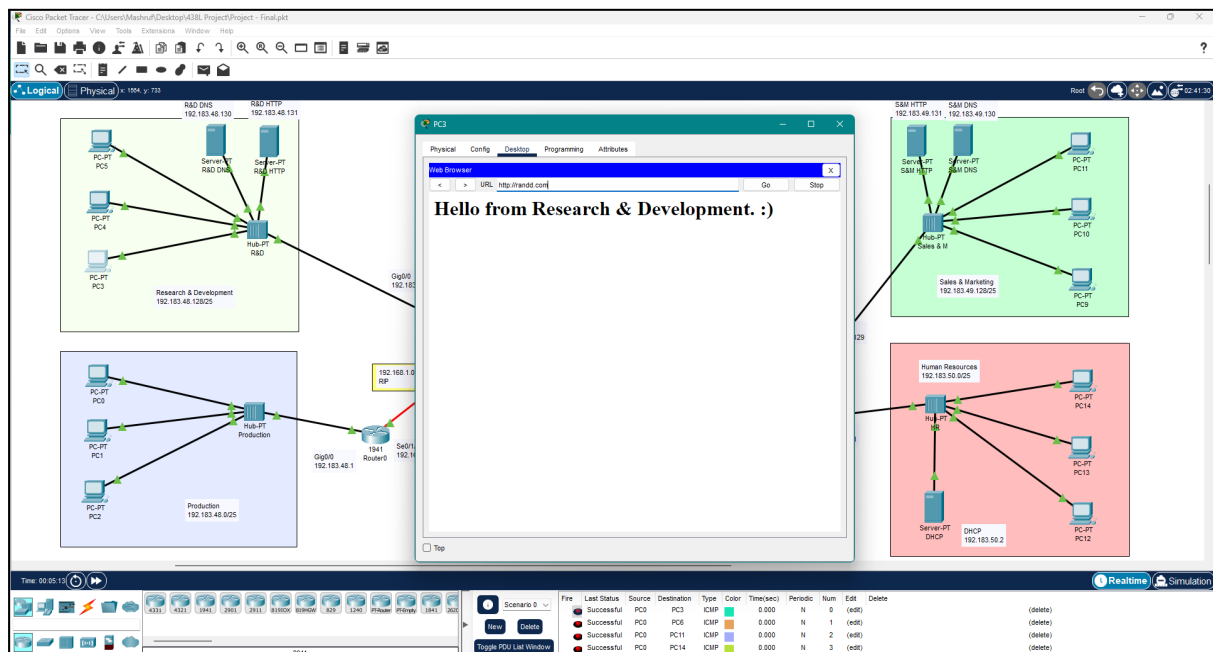 Cisco Packet Tracer - C:\Users\Mashruf\Desktop\438L Project\Project - Final.pkt
File Edit Options View Tools Extensions Window Help
?
Logical Physical x: 1564, y: 733
Root 02:41:30
R&D DNS
192.183.48.130
R&D HTTP
192.183.48.131
PC-PT
PC5
Server-PT
R&D DNS
Server-PT
R&D HTTP
PC-PT
PC4
Hub-PT
R&D
PC-PT
PC3
Research & Development
192.183.48.128/25
Gig0/0
192.183
PC-PT
PC0
PC-PT
PC1
Hub-PT
Production
PC-PT
PC2
Production
192.183.48.0/25
192.168.1.0
RIP
Gig0/0
192.183.48.1
1941
Router0
Se0/1
PC3
Physical Config Desktop Programming Attributes
Web Browser
X
< > URL http://randd.com Go Stop
Hello from Research & Development. :)
Top
S&M HTTP
192.183.49.131
S&M DNS
192.183.49.130
Server-PT
S&M HTTP
Server-PT
S&M DNS
PC-PT
PC11
PC-PT
PC10
Hub-PT
Sales & M
Sales & Marketing
192.183.49.128/25
PC-PT
PC9
129
Human Resources
192.183.50.0/25
PC-PT
PC14
Hub-PT
HR
PC-PT
PC13
Server-PT
DHCP
DHCP
192.183.50.2
PC-PT
PC12
Time: 00:05:13
Realtime Simulation
4331 4321 1941 2901 2911 819IOX 819HGW 829 1240 PT-Router PT-Empty 1841
Scenario 0
New Delete
Toggle PDU List Window
Fire Last Status Source Destination Type Color Time(sec) Periodic Num Edit Delete
Successful PC0 PC3 ICMP 0.000 N 0 (edit) (delete)
Successful PC0 PC6 ICMP 0.000 N 1 (edit) (delete)
Successful PC0 PC11 ICMP 0.000 N 2 (edit) (delete)
Successful PC0 PC14 ICMP 0.000 N 3 (edit) (delete)